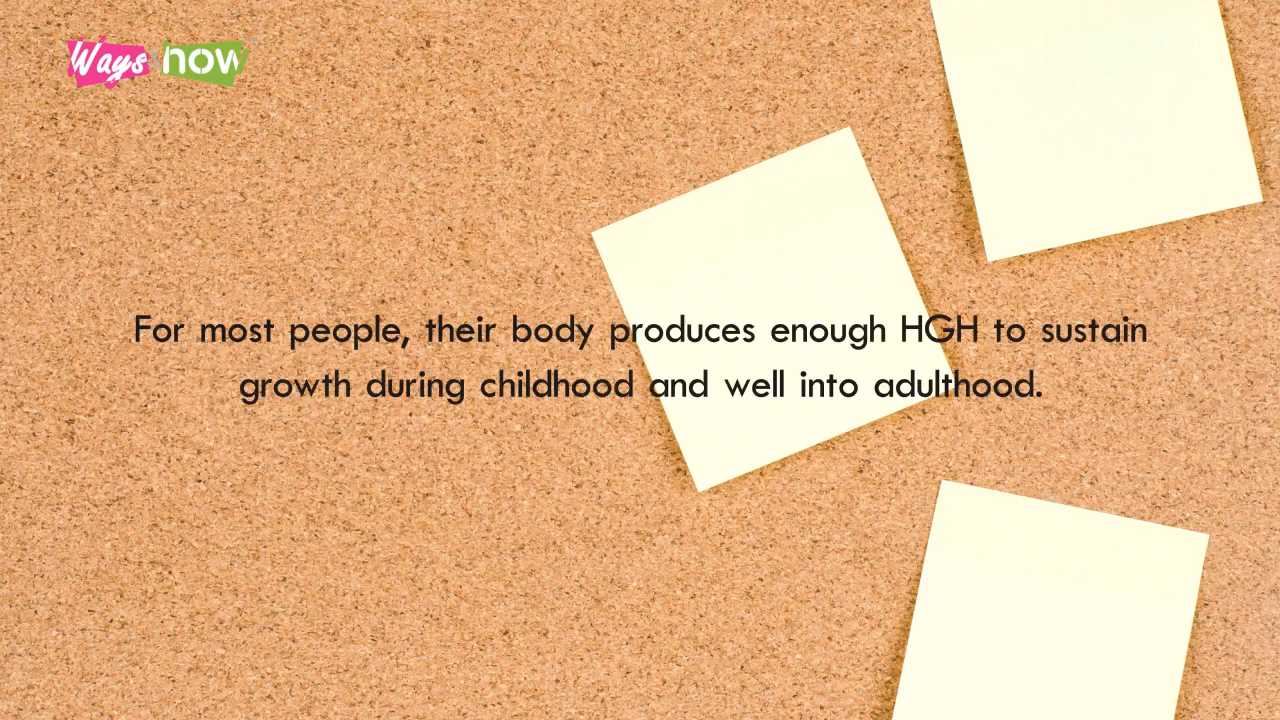 Ways now
For most people, their body produces enough HGH to sustain
growth during childhood and well into adulthood.